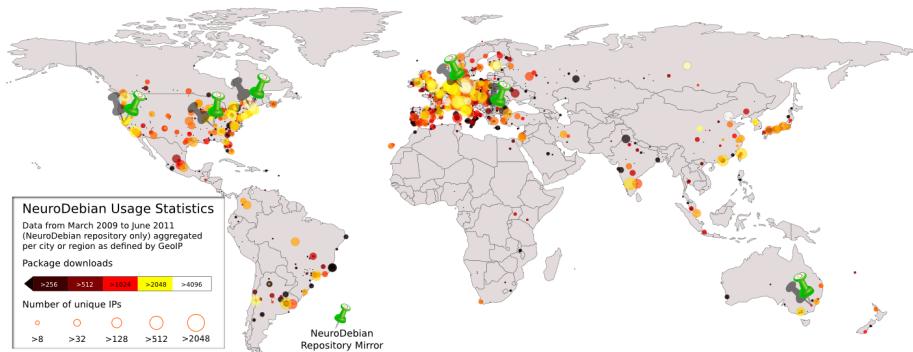 NeuroDebian Usage Statistics
Data from March 2009 to June 2011
(NeuroDebian repository only) aggregated
per city or region as defined by GeoIP
Package downloads
>256 >512 >1024 >2048 >4096
Number of unique IPs
>8 >32 >128 >512 >2048
NeuroDebian
Repository Mirror